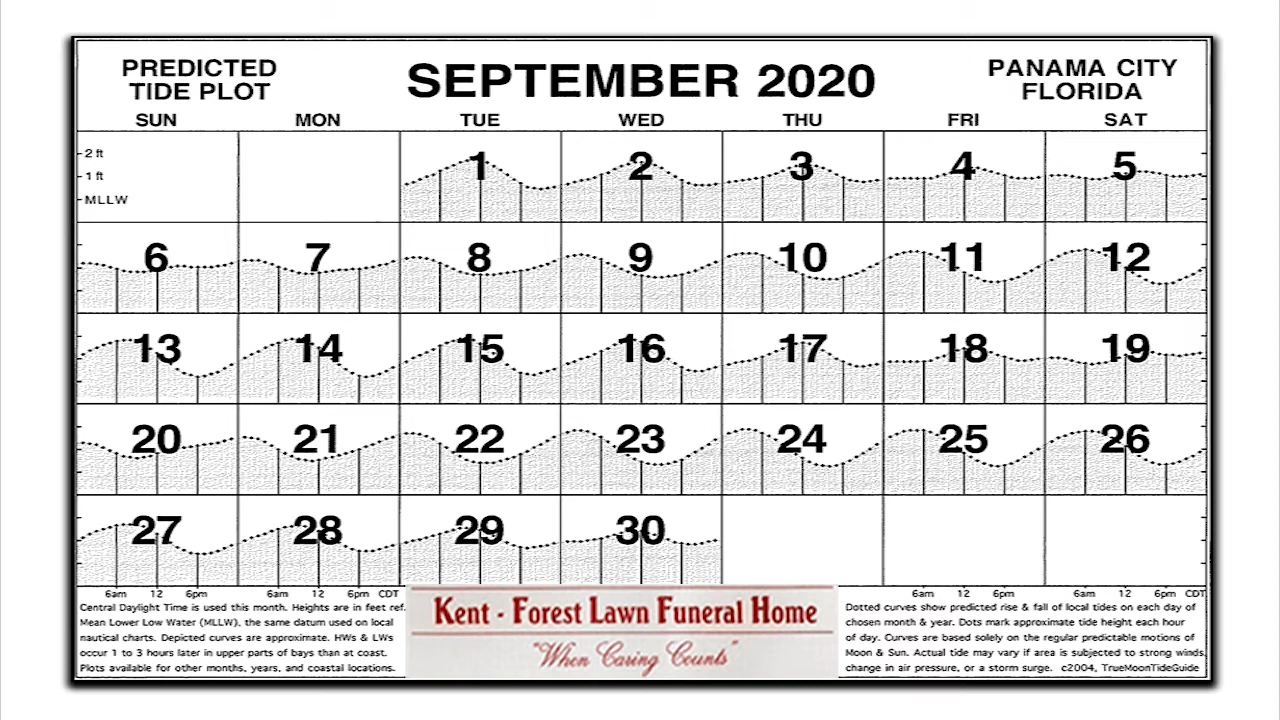 PREDICTED
TIDE PLOT
SEPTEMBER 2020
PANAMA CITY
FLORIDA
SUN MON TUE WED THU FRI SAT
2 ft
1 ft
MLLW
1 2 3 4 5
6 7 8 9 10 11 12
13 14 15 16 17 18 19
20 21 22 23 24 25 26
27 28 29 30
6am 12 6pm 6am 12 6pm CDT
6am 12 6pm 6am 12 6pm CDT
Central Daylight Time is used this month. Heights are in feet ref.
Mean Lower Low Water (MLLW), the same datum used on local
nautical charts. Depicted curves are approximate. HWs & LWs
occur 1 to 3 hours later in upper parts of bays than at coast.
Plots available for other months, years, and coastal locations.
Kent - Forest Lawn Funeral Home
"When Caring Counts"
Dotted curves show predicted rise & fall of local tides on each day of
chosen month & year. Dots mark approximate tide height each hour
of day. Curves are based solely on the regular predictable motions of
Moon & Sun. Actual tide may vary if area is subjected to strong winds,
change in air pressure, or a storm surge. c2004, TrueMoonTideGuide